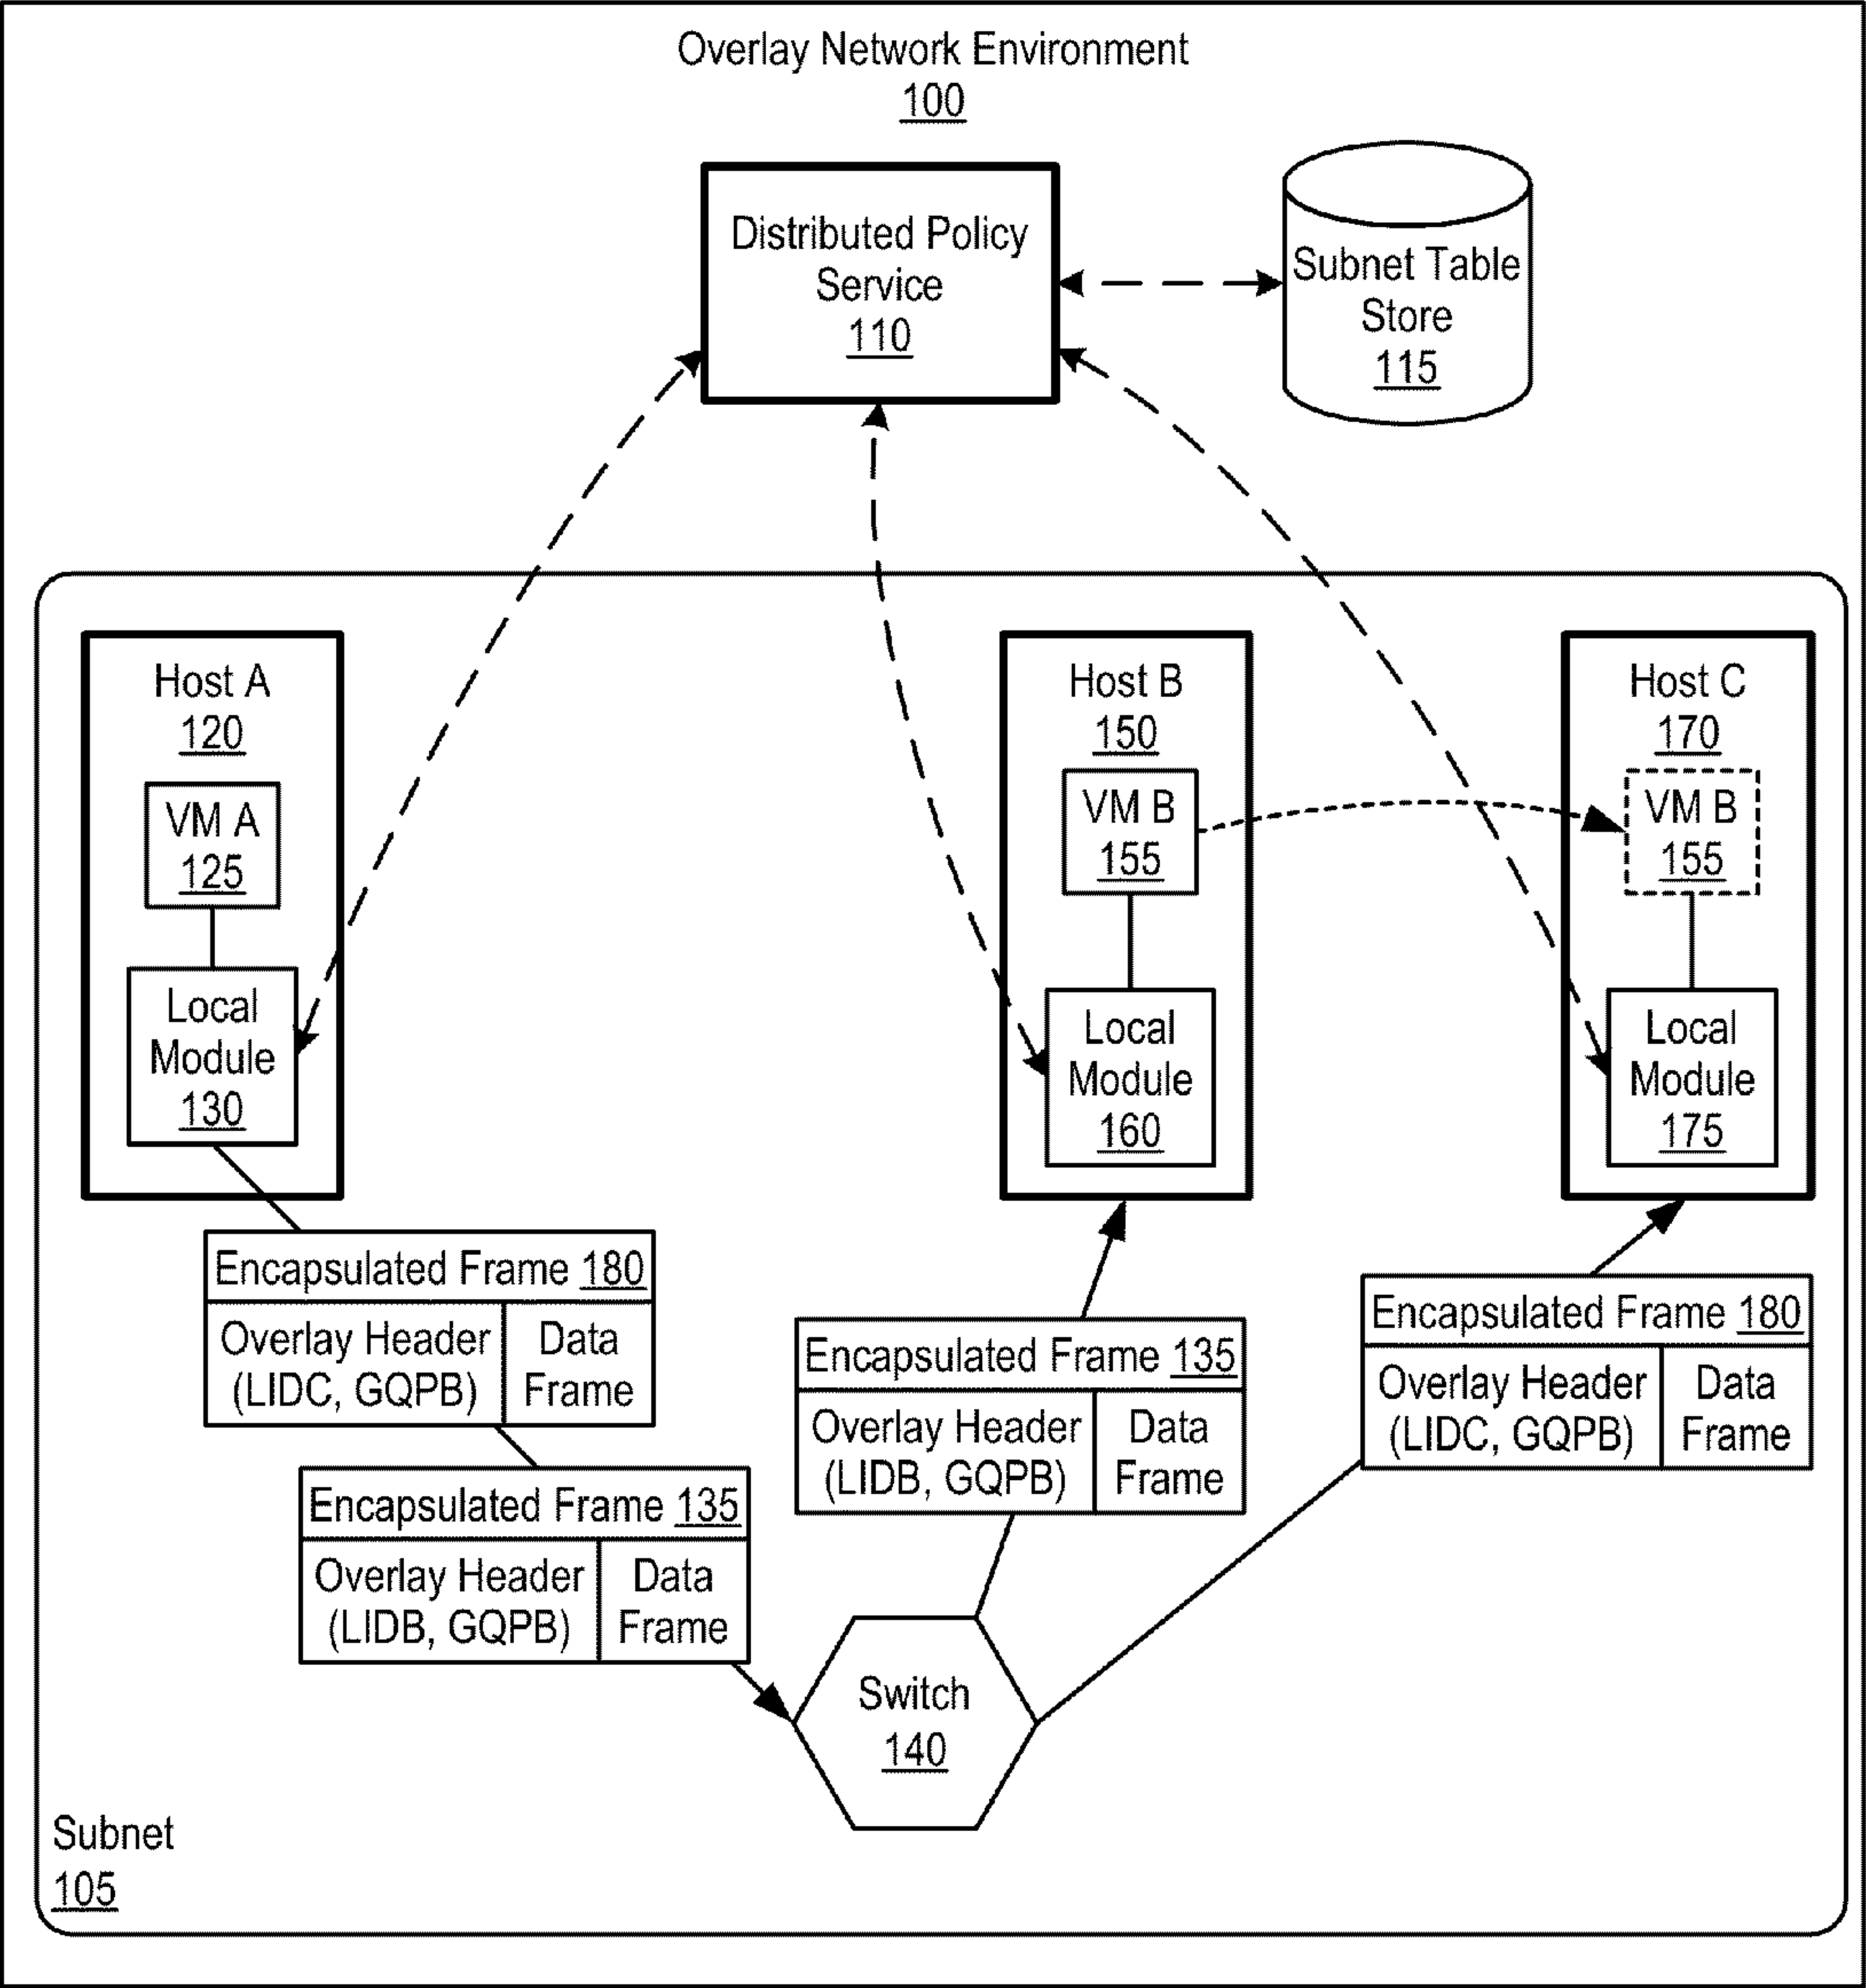 Overlay Network Environment
100
Distributed Policy
Service
110
Subnet Table
Store
115
Host A
120
VM A
125
Local
Module
130
Host B
150
VM B
155
Local
Module
160
Host C
170
VM B
155
Local
Module
175
Encapsulated Frame 180
Overlay Header
(LIDC, GQPB)
Data
Frame
Encapsulated Frame 135
Overlay Header
(LIDB, GQPB)
Data
Frame
Encapsulated Frame 135
Overlay Header
(LIDB, GQPB)
Data
Frame
Encapsulated Frame 180
Overlay Header
(LIDC, GQPB)
Data
Frame
Switch
140
Subnet
105